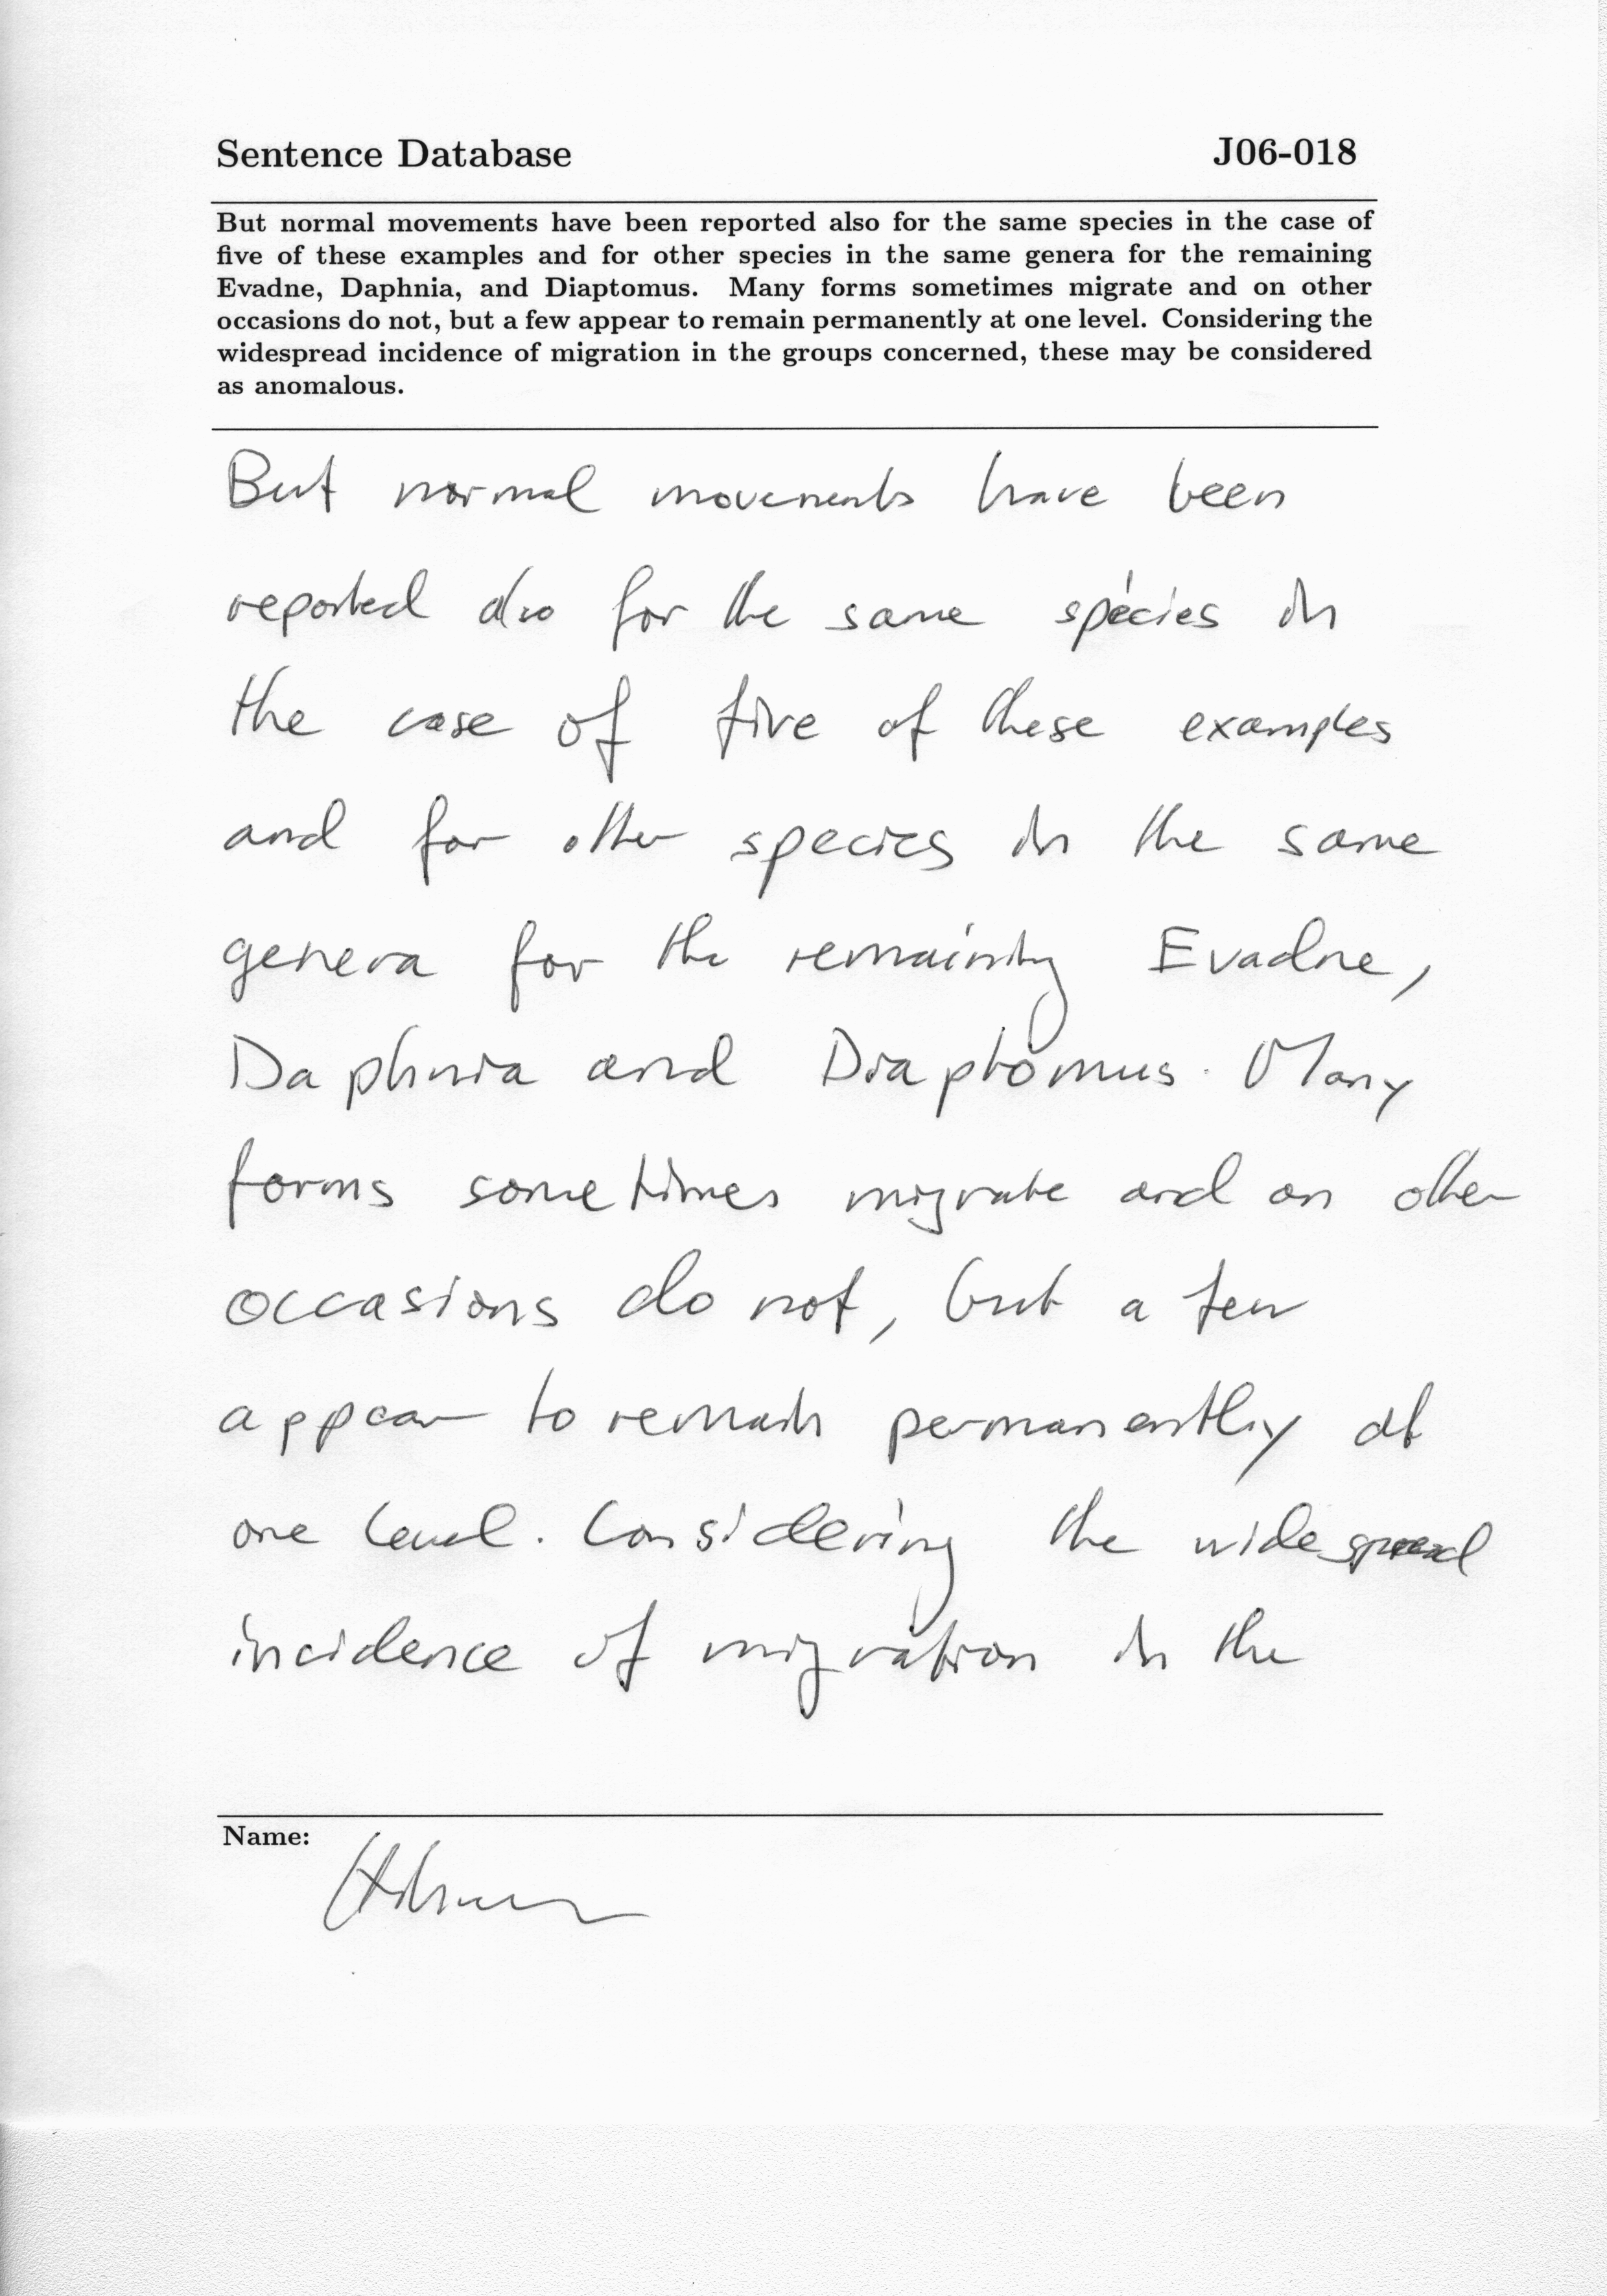 Sentence Database J06-018
But normal movements have been reported also for the same species in the case of
five of these examples and for other species in the same genera for the remaining
Evadne, Daphnia, and Diaptomus. Many forms sometimes migrate and on other
occasions do not, but a few appear to remain permanently at one level. Considering the
widespread incidence of migration in the groups concerned, these may be considered
as anomalous.
But normal movements have been
reported also for the same species in
the case of five of these examples
and for other species in the same
genera for the remaining Evadne,
Daphnia and Diaptomus. Many
forms sometimes migrate and on other
occasions do not, but a few
appear to remain permanently at
one level. Considering the widespread
incidence of migration in the
Name: